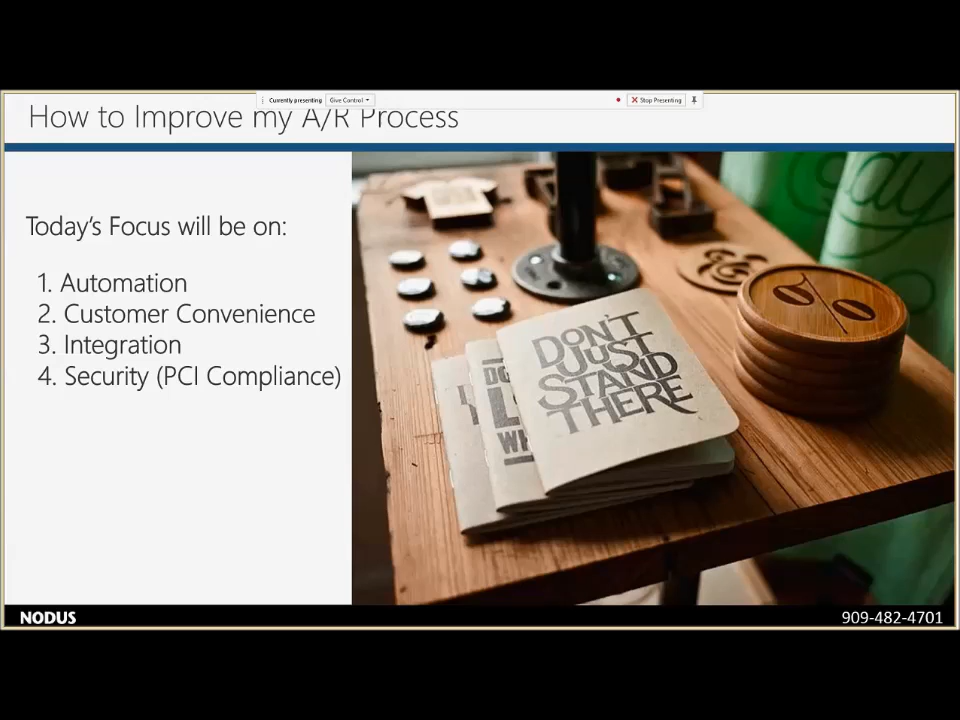 Currently presenting Give Control Stop Presenting
How to Improve my A/R Process
Today's Focus will be on:
1. Automation
2. Customer Convenience
3. Integration
4. Security (PCI Compliance)
DON'T
JUST
STAND
THERE
%
&
NODUS
909-482-4701